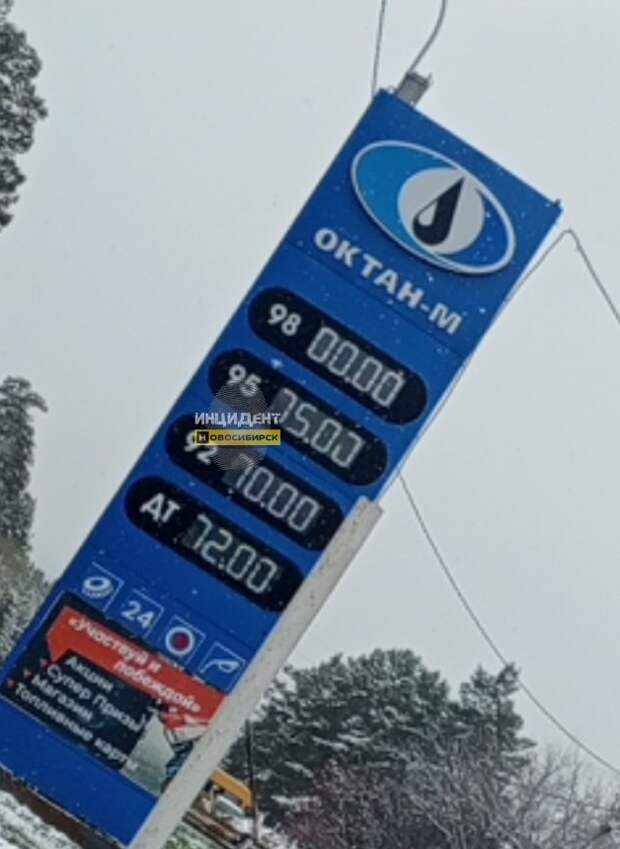 ОКТАН-М
98 00.00
95 75.00
ИНЦИДЕНТ
НОВОСИБИРСК
92 70.00
ДТ 72.00
24
«Участвуй и
побеждай»
Акции
Супер Призы
Магазин
Топливные карты